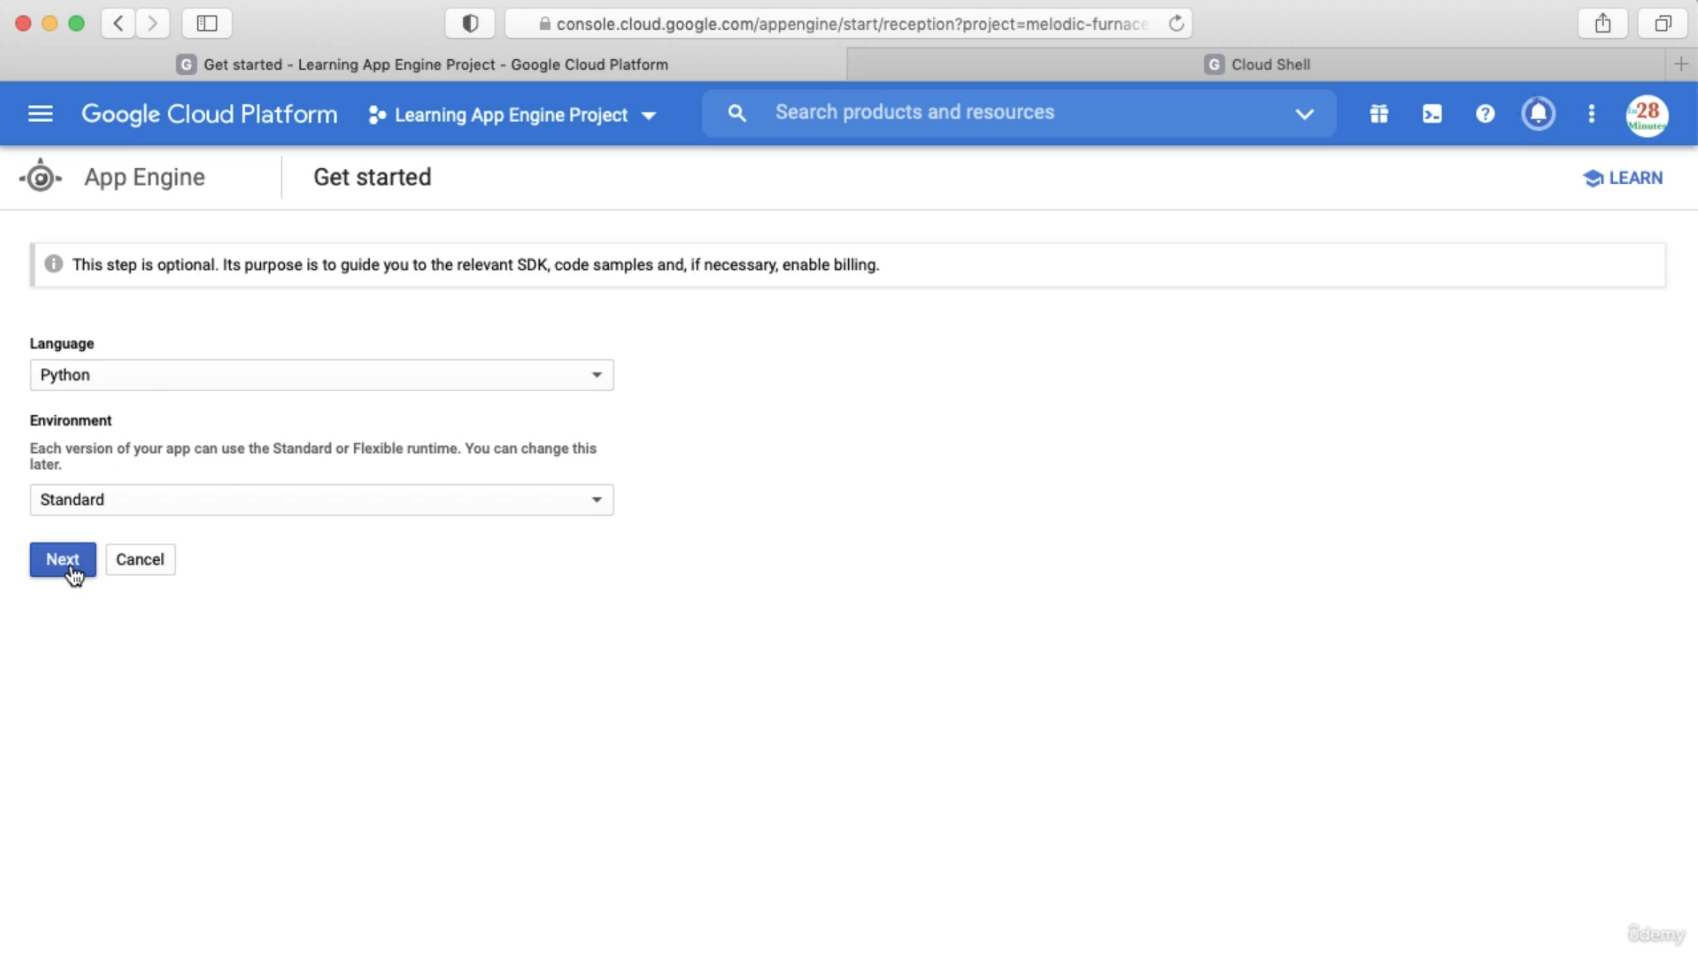 console.cloud.google.com/appengine/start/reception?project=melodic-furnace
Get started - Learning App Engine Project - Google Cloud Platform
Cloud Shell
Google Cloud Platform
Learning App Engine Project
Search products and resources
28
Minutes
App Engine
Get started
LEARN
This step is optional. Its purpose is to guide you to the relevant SDK, code samples and, if necessary, enable billing.
Language
Python
Environment
Each version of your app can use the Standard or Flexible runtime. You can change this
later.
Standard
Next
Cancel
ûdemy